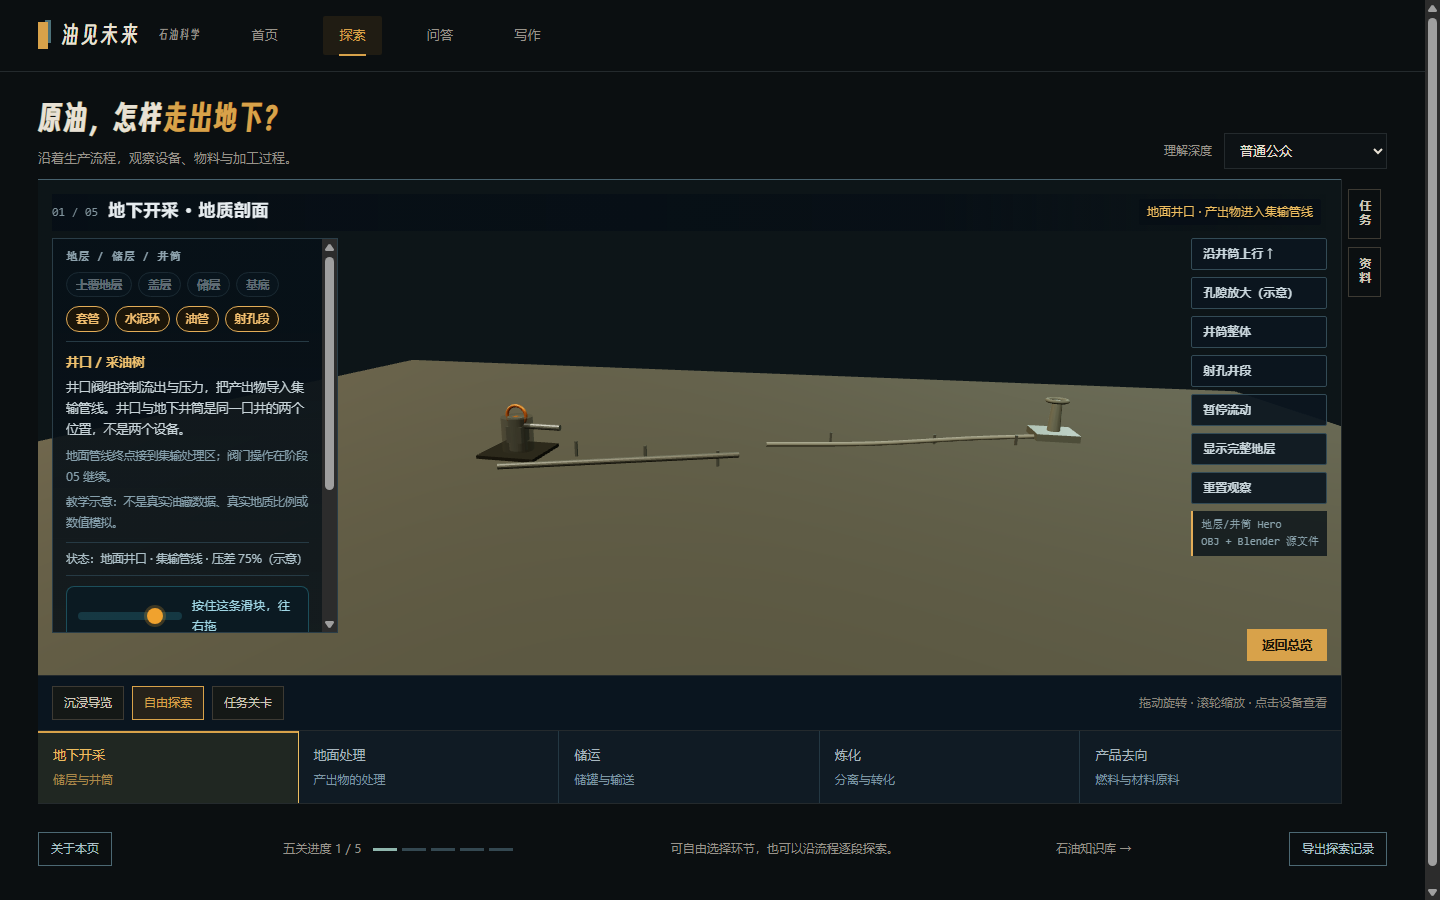 油见未来 石油科学 首页 探索 问答 写作
原油，怎样走出地下?
沿着生产流程，观察设备、物料与加工过程。
理解深度 普通公众
01 / 05 地下开采 • 地质剖面
地面井口 · 产出物进入集输管线
任务
资料
地层 / 储层 / 井筒
上覆地层 盖层 储层 基底
套管 水泥环 油管 射孔段
井口 / 采油树
井口阀组控制流出与压力，把产出物导入集
输管线。井口与地下井筒是同一口井的两个
位置，不是两个设备。
地面管线终点接到集输处理区；阀门操作在阶段
05 继续。
教学示意：不是真实油藏数据、真实地质比例或
数值模拟。
状态：地面井口 · 集输管线 · 压差 75%（示意）
按住这条滑块，往
右拖
沿井筒上行 ↑
孔隙放大（示意）
井筒整体
射孔井段
暂停流动
显示完整地层
重置观察
地层/井筒 Hero
OBJ + Blender 源文件
返回总览
沉浸导览 自由探索 任务关卡
拖动旋转 · 滚轮缩放 · 点击设备查看
地下开采
储层与井筒
地面处理
产出物的处理
储运
储罐与输送
炼化
分离与转化
产品去向
燃料与材料原料
关于本页 五关进度 1 / 5 可自由选择环节，也可以沿流程逐段探索。 石油知识库 → 导出探索记录